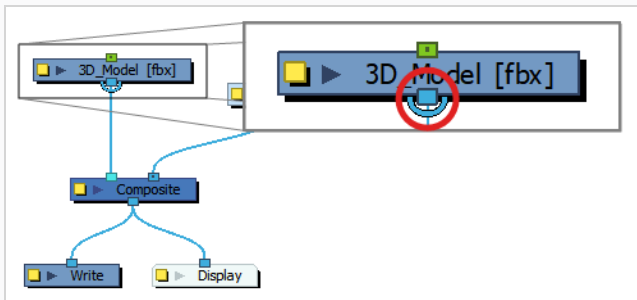 3D_Model [fbx]
3D_Model [fbx]
Composite
Write
Display